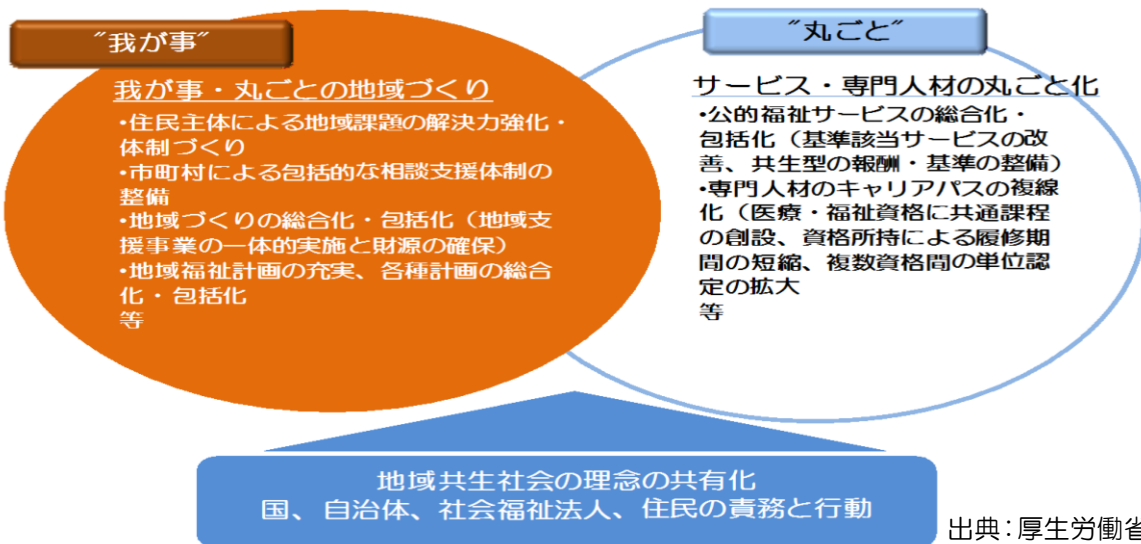 ″我が事″
我が事・丸ごとの地域づくり
・住民主体による地域課題の解決力強化・
体制づくり
・市町村による包括的な相談支援体制の
整備
・地域づくりの総合化・包括化（地域支
援事業の一体的実施と財源の確保）
・地域福祉計画の充実、各種計画の総合
化・包括化
等
″丸ごと″
サービス・専門人材の丸ごと化
・公的福祉サービスの総合化・
包括化（基準該当サービスの改
善、共生型の報酬・基準の整備）
・専門人材のキャリアパスの複線
化（医療・福祉資格に共通課程
の創設、資格所持による履修期
間の短縮、複数資格間の単位認
定の拡大
等
地域共生社会の理念の共有化
国、自治体、社会福祉法人、住民の責務と行動
出典：厚生労働省